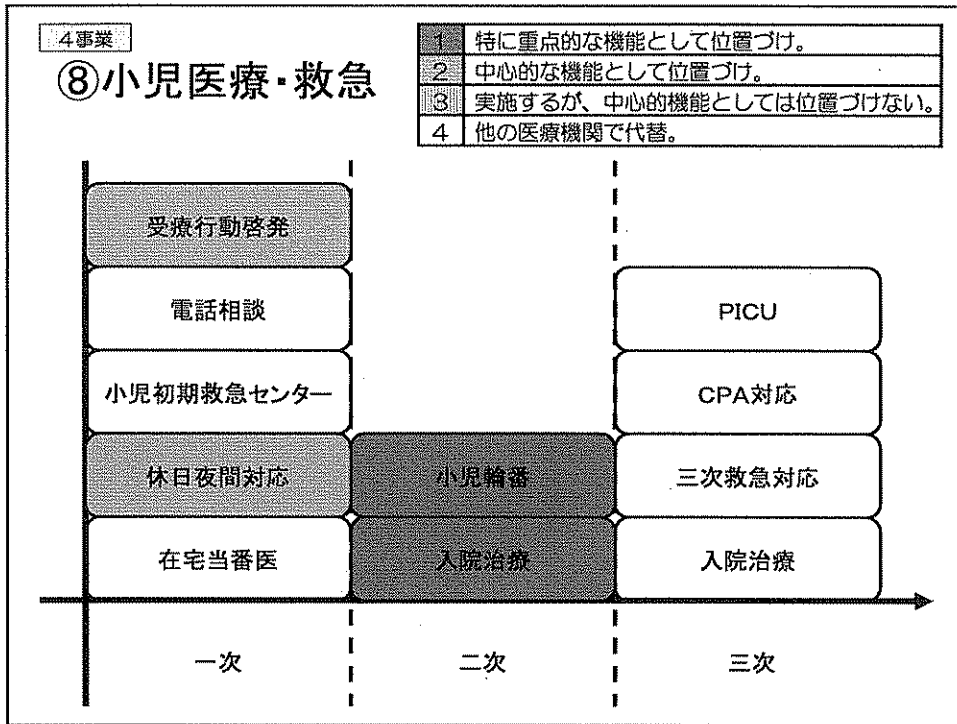 4事業
⑧小児医療・救急
1 特に重点的な機能として位置づけ。
2 中心的な機能として位置づけ。
3 実施するが、中心的機能としては位置づけない。
4 他の医療機関で代替。
受療行動啓発
電話相談
PICU
小児初期救急センター
CPA対応
休日夜間対応
小児輪番
三次救急対応
在宅当番医
入院治療
入院治療
一次
二次
三次